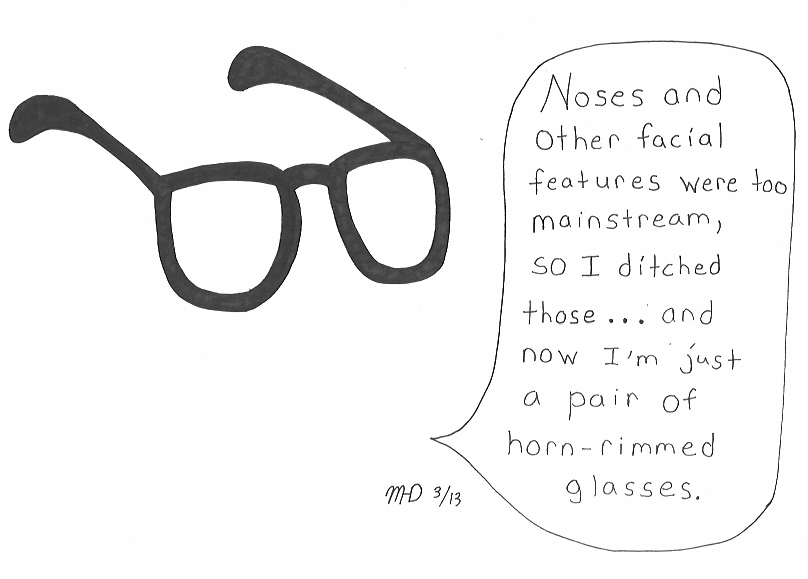 Noses and
other facial
features were too
mainstream,
so I ditched
those... and
now I'm just
a pair of
horn-rimmed
glasses.
M-D 3/13